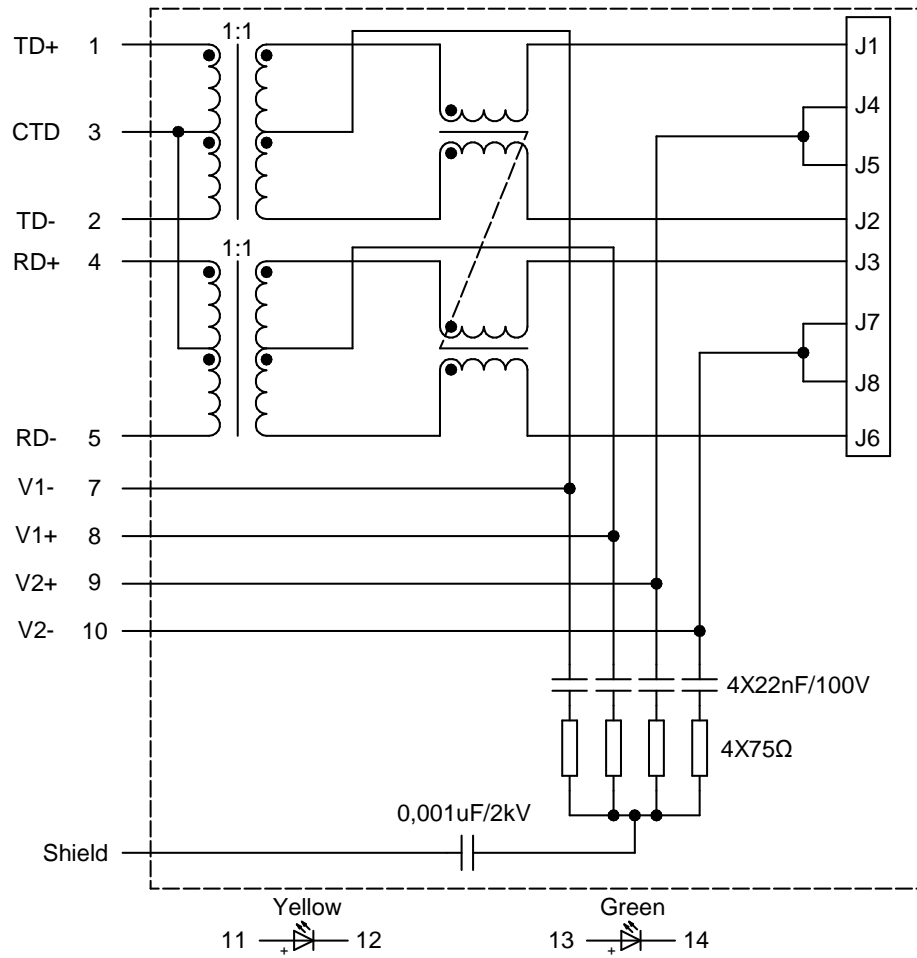 1:1
TD+ 1 J1
J4
CTD 3
J5
TD- 2 J2
1:1
RD+ 4 J3
J7
J8
RD- 5 J6
V1- 7
V1+ 8
V2+ 9
V2- 10
4X22nF/100V
4X75Ω
0,001uF/2kV
Shield
Yellow Green
11 + 12 13 + 14